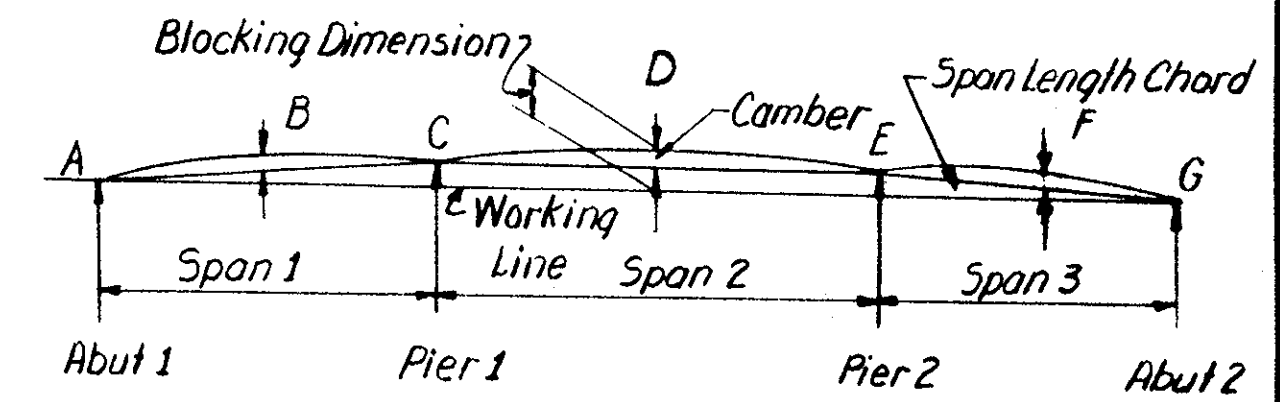 Blocking Dimension
D
Span Length Chord
B
Camber
F
A
C
E
G
Working
Line
Span 1
Span 2
Span 3
Abut 1
Pier 1
Pier 2
Abut 2